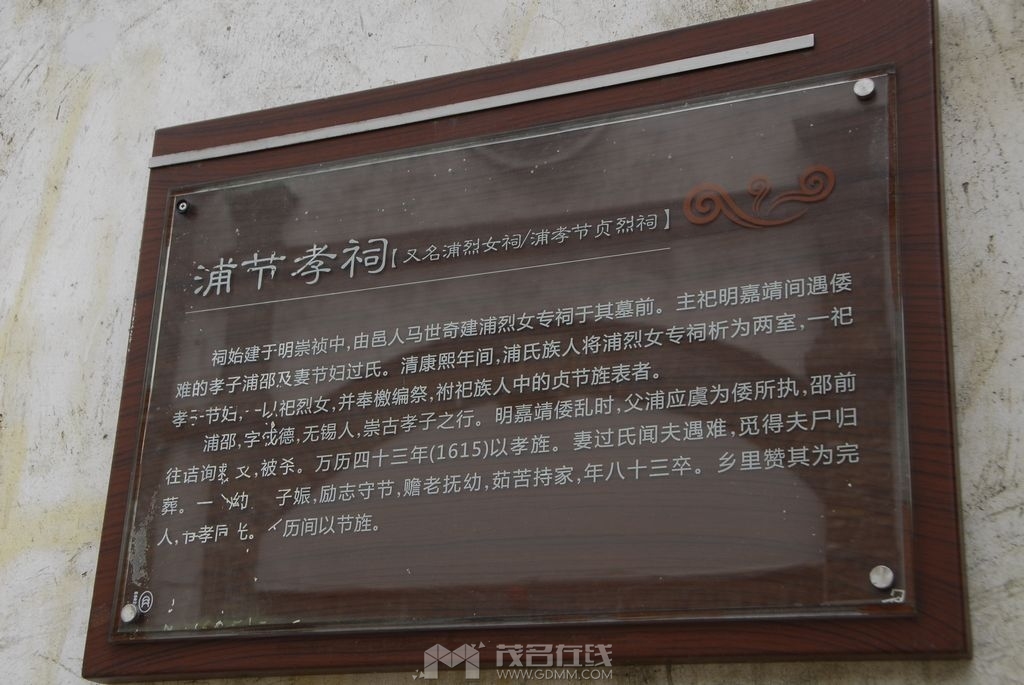 浦节孝祠【又名浦烈女祠/浦孝节贞烈祠】
祠始建于明崇祯中,由邑人马世奇建浦烈女专祠于其墓前。主祀明嘉靖间遇倭
难的孝子浦邵及妻节妇过氏。清康熙年间,浦氏族人将浦烈女专祠析为两室,一祀
孝子节妇,一以祀烈女,并奉檄编祭,祔祀族人中的贞节旌表者。
浦邵,字 德,无锡人,崇古孝子之行。明嘉靖倭乱时,父浦应虞为倭所执,邵前
往诘询 ,被杀。万历四十三年(1615)以孝旌。妻过氏闻夫遇难,觅得夫尸归
葬。一 子娠,励志守节,赡老抚幼,茹苦持家,年八十三卒。乡里赞其为完
人, 孝 。 历间以节旌。
茂名在线
WWW.GDMM.COM